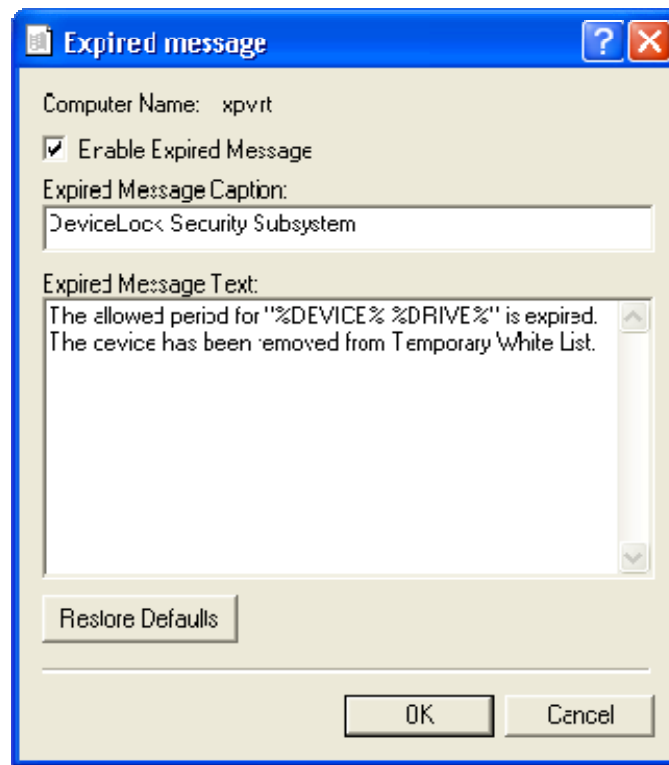 Expired message
Computer Name: xpvrt
Enable Expired Message
Expired Message Caption:
DeviceLock Security Subsystem
Expired Message Text:
The allowed period for "%DEVICE% %DRIVE%" is expired.
The device has been removed from Temporary White List.
Restore Defaults
OK Cancel